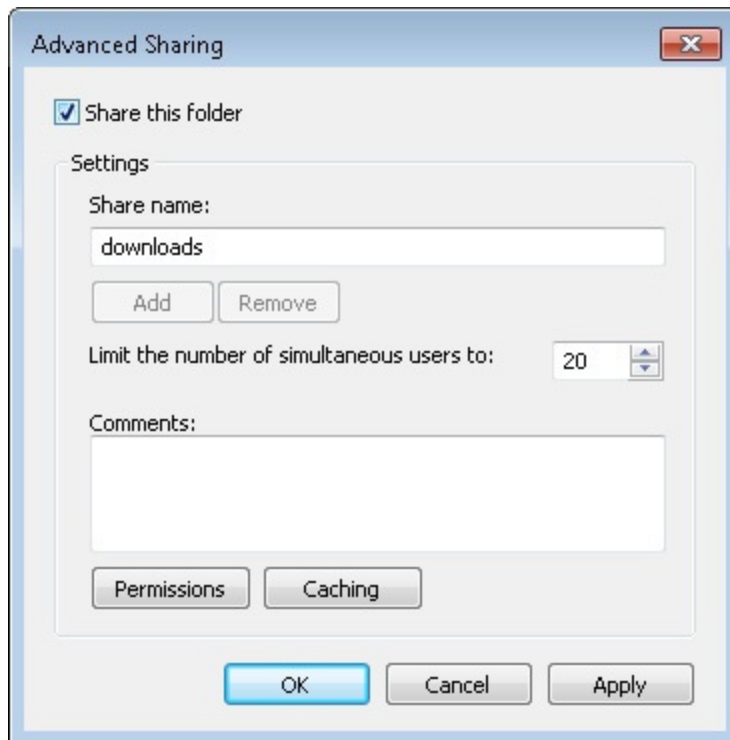 Advanced Sharing
Share this folder
Settings
Share name:
downloads
Add Remove
Limit the number of simultaneous users to: 20
Comments:
Permissions Caching
OK Cancel Apply